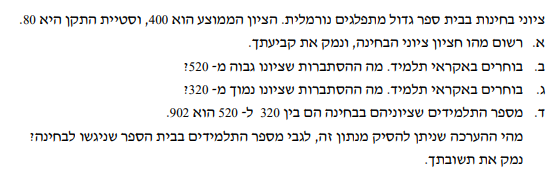 ציוני בחינות בבית ספר גדול מתפלגים נורמלית. הציון הממוצע הוא 400, וסטיית התקן היא 80.
א. רשום מהו חציון ציוני הבחינה, ונמק את קביעתך.
ב. בוחרים באקראי תלמיד. מה ההסתברות שציונו גבוה מ- 520?
ג. בוחרים באקראי תלמיד. מה ההסתברות שציונו נמוך מ- 320?
ד. מספר התלמידים שציוניהם בבחינה הם בין 320 ל- 520 הוא 902.
מהי ההערכה שניתן להסיק מנתון זה, לגבי מספר התלמידים בבית הספר שניגשו לבחינה?
נמק את תשובתך.